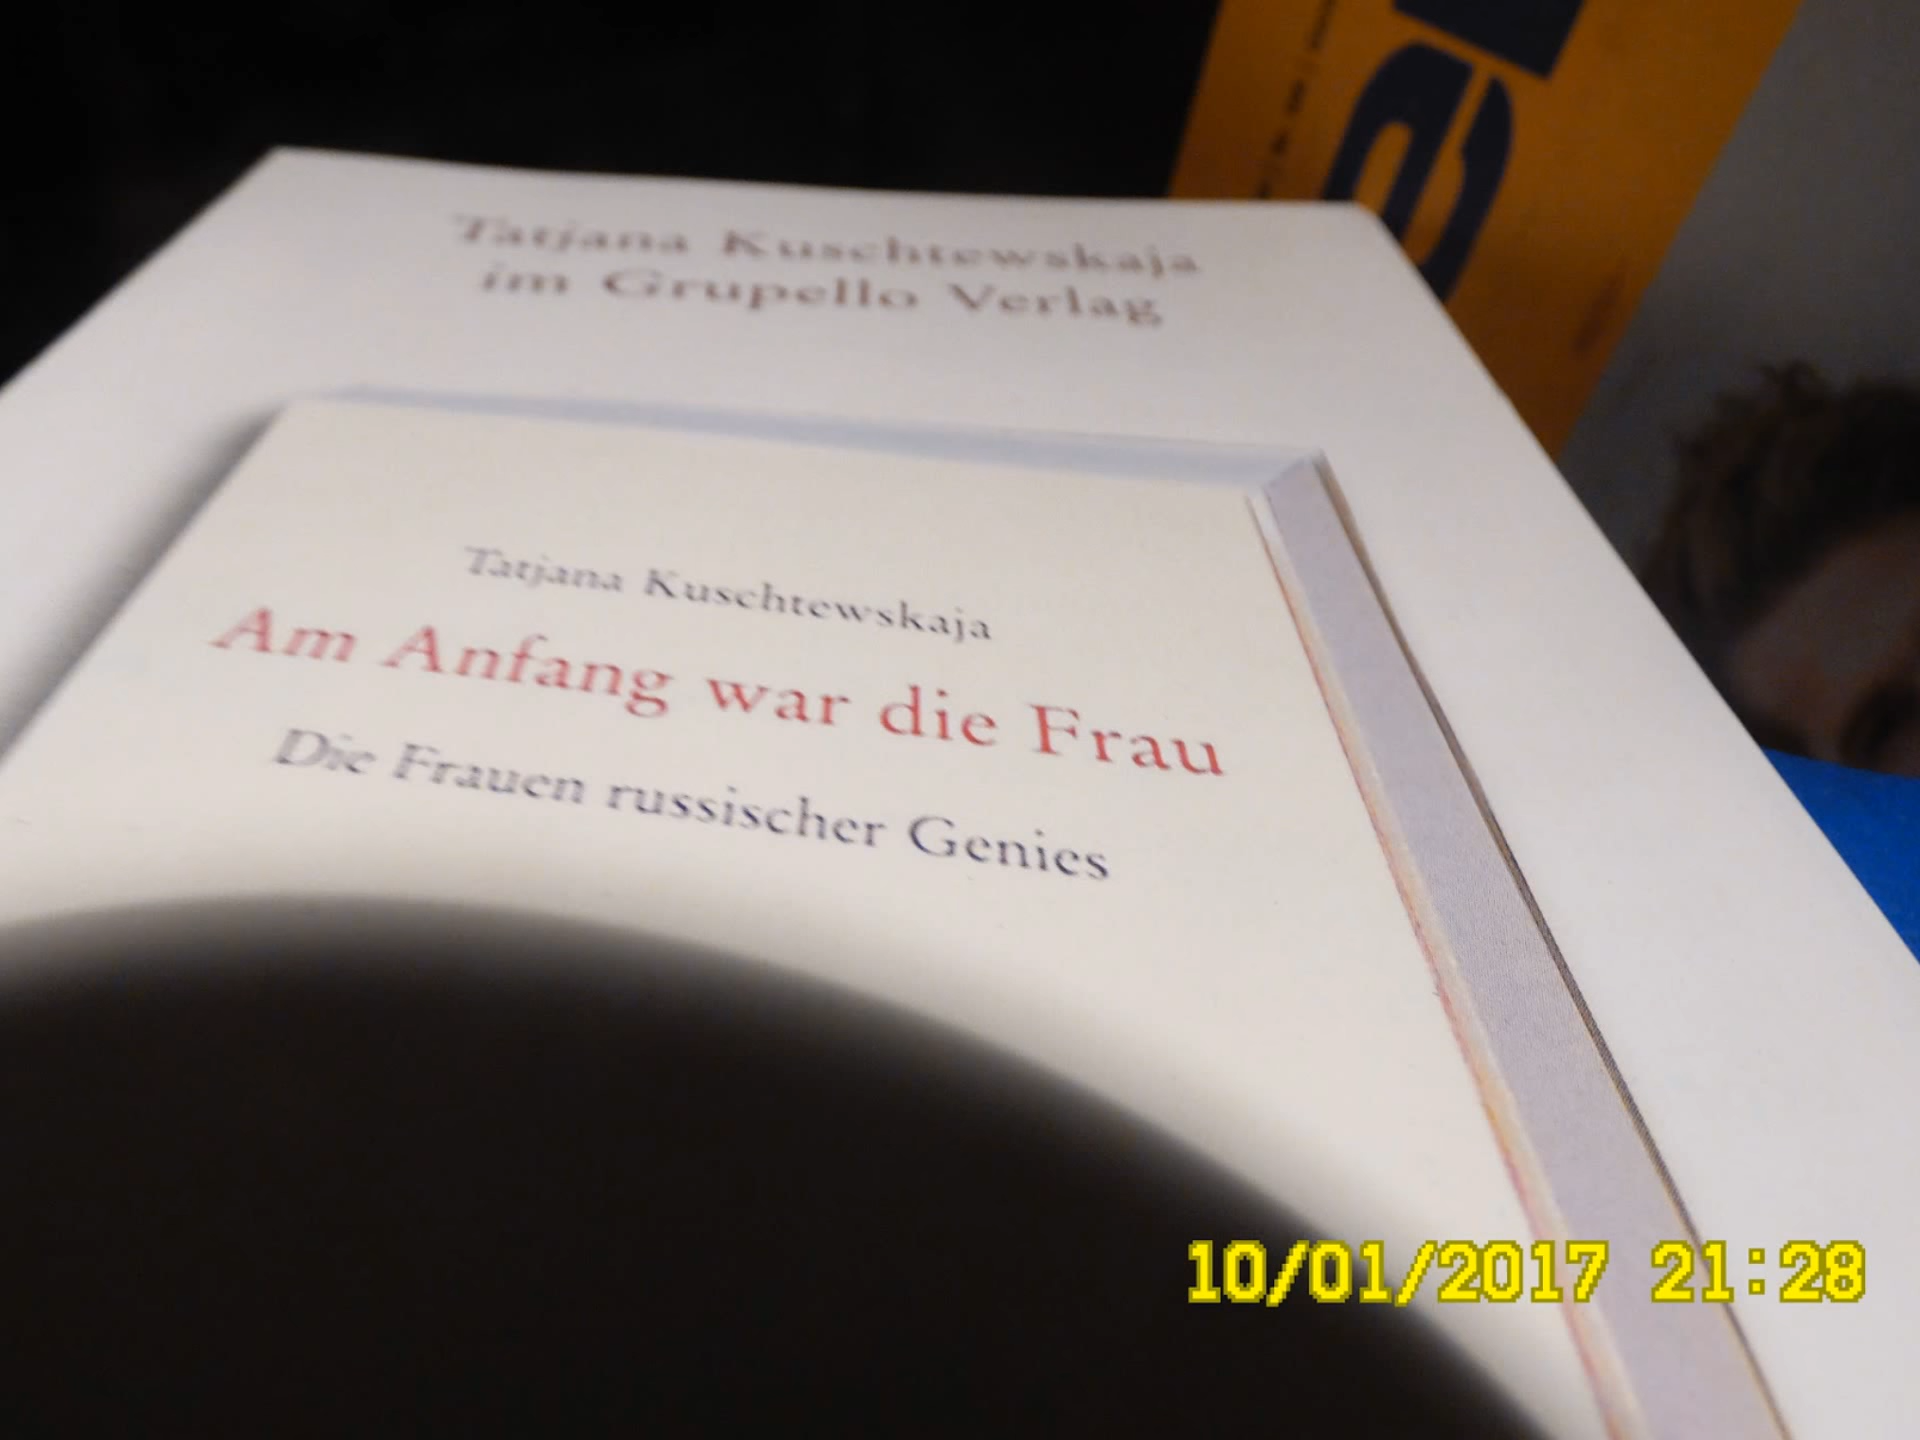 Tatjana Kuschtewskaja
im Grupello Verlag
Tatjana Kuschtewskaja
Am Anfang war die Frau
Die Frauen russischer Genies
10/01/2017 21:28